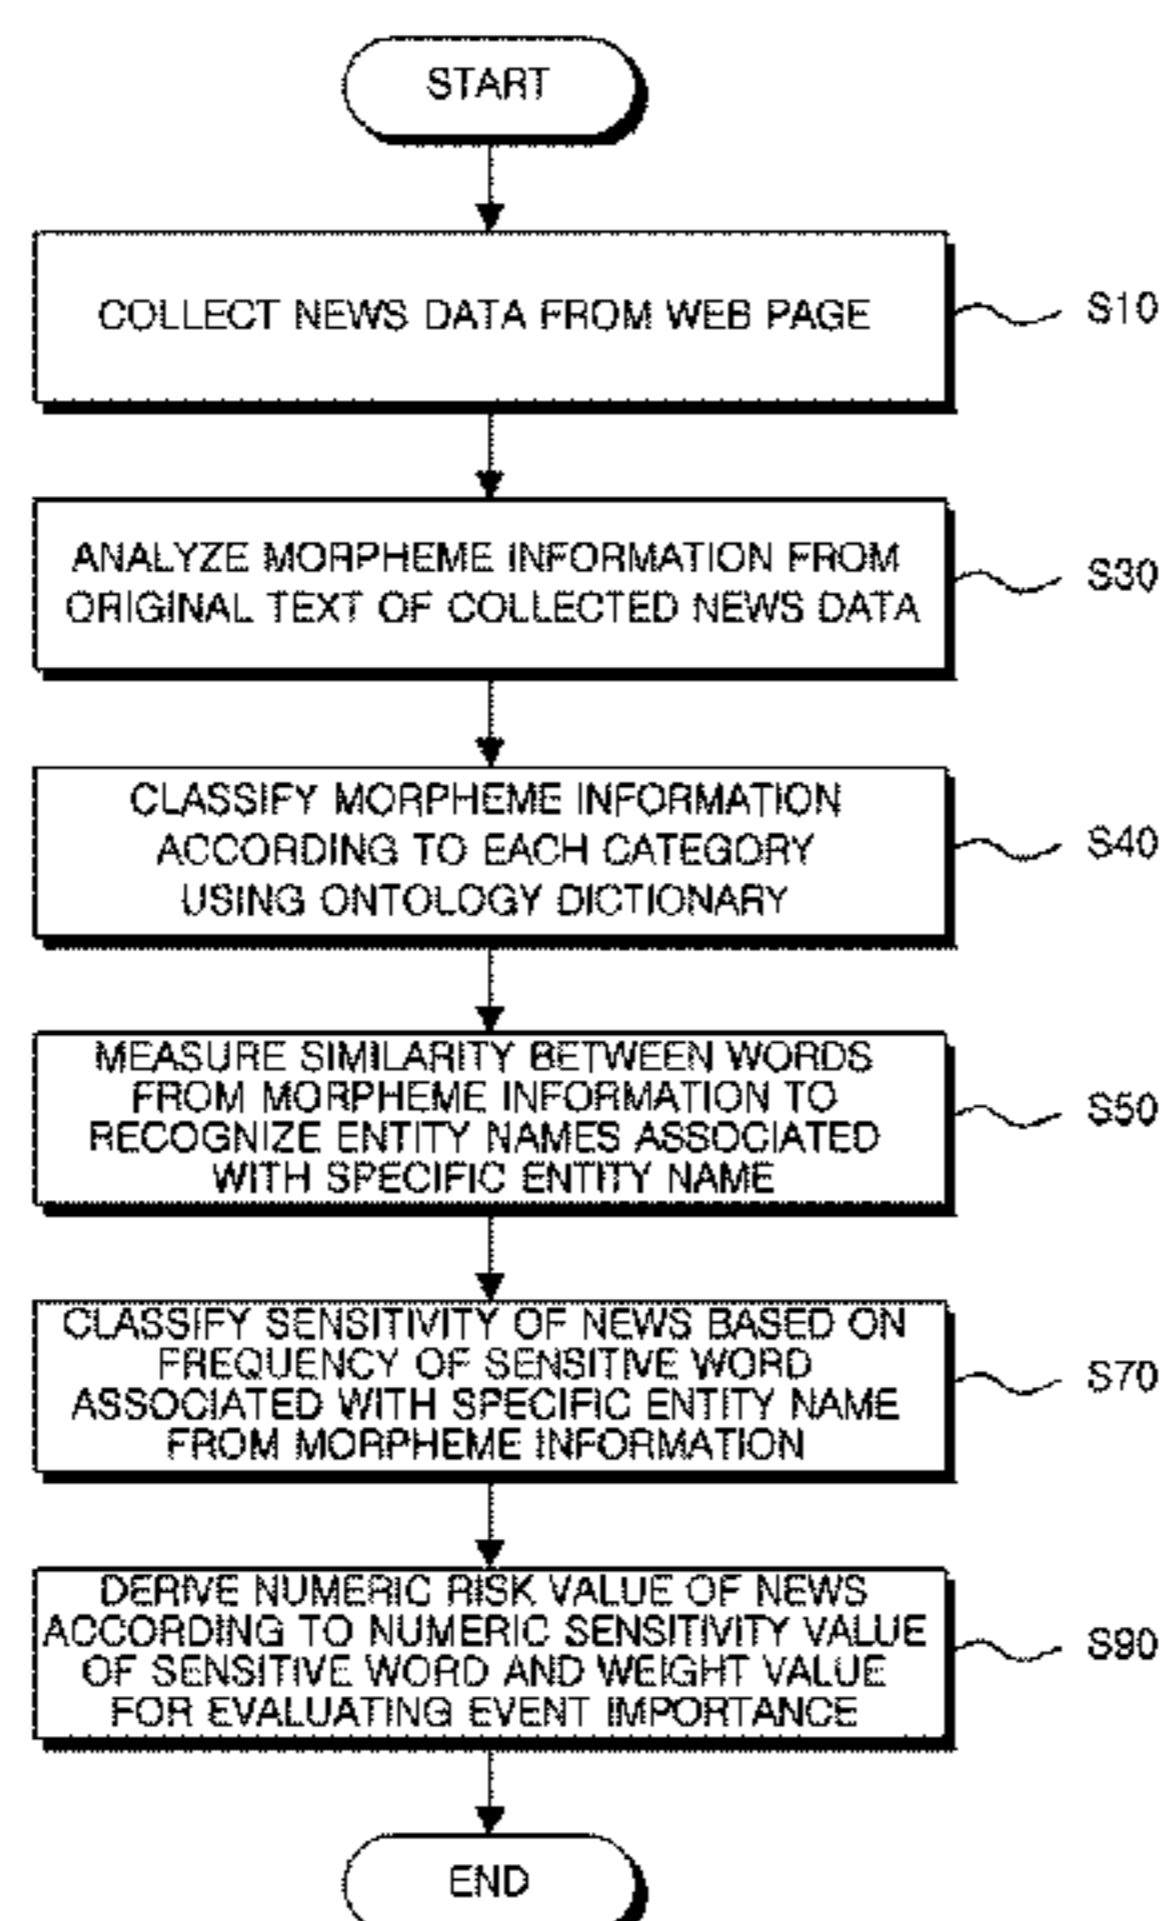 START
COLLECT NEWS DATA FROM WEB PAGE
S10
ANALYZE MORPHEME INFORMATION FROM
ORIGINAL TEXT OF COLLECTED NEWS DATA
S30
CLASSIFY MORPHEME INFORMATION
ACCORDING TO EACH CATEGORY
USING ONTOLOGY DICTIONARY
S40
MEASURE SIMILARITY BETWEEN WORDS
FROM MORPHEME INFORMATION TO
RECOGNIZE ENTITY NAMES ASSOCIATED
WITH SPECIFIC ENTITY NAME
S50
CLASSIFY SENSITIVITY OF NEWS BASED ON
FREQUENCY OF SENSITIVE WORD
ASSOCIATED WITH SPECIFIC ENTITY NAME
FROM MORPHEME INFORMATION
S70
DERIVE NUMERIC RISK VALUE OF NEWS
ACCORDING TO NUMERIC SENSITIVITY VALUE
OF SENSITIVE WORD AND WEIGHT VALUE
FOR EVALUATING EVENT IMPORTANCE
S90
END